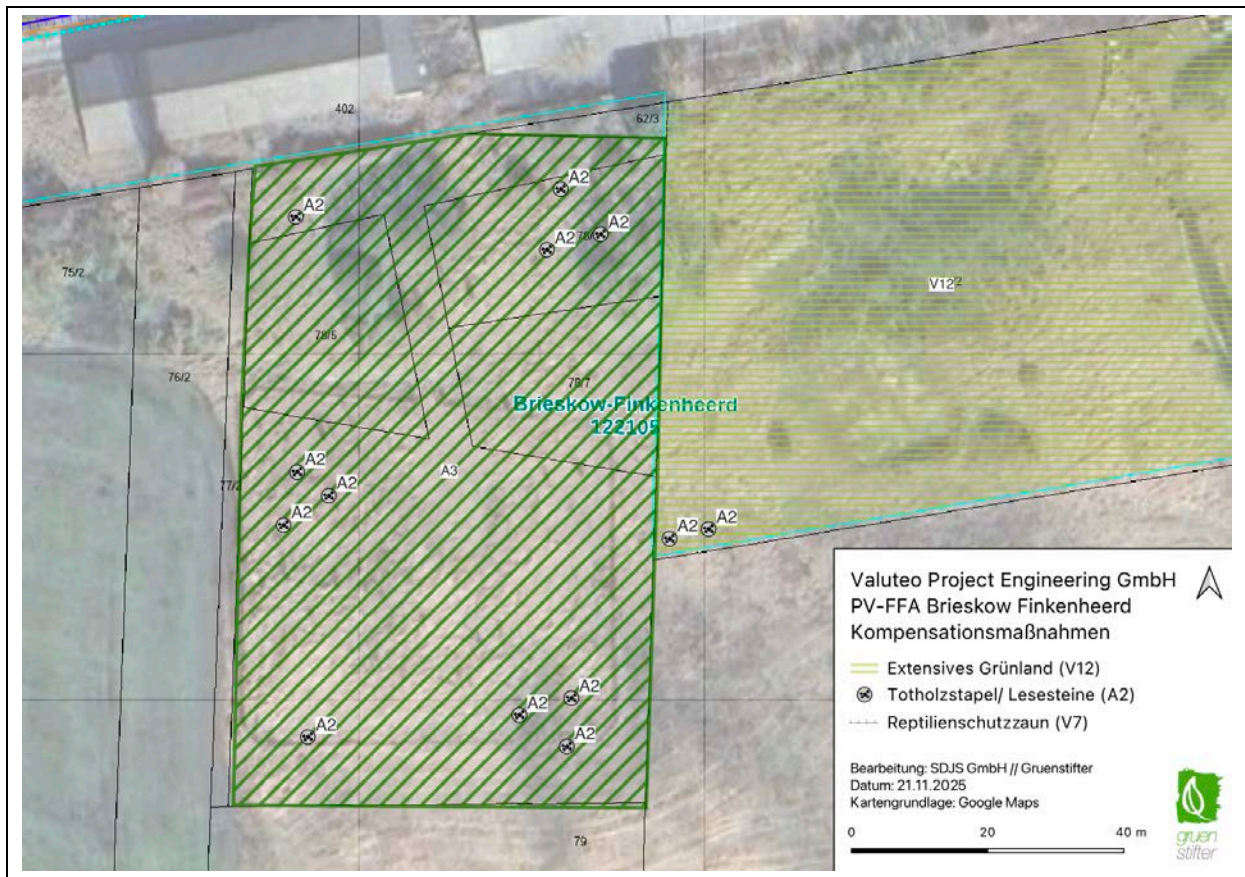 402
62/3
A2
A2
A2
A2
75/2
V12
78/5
76/2
78/7
Brieskow-Finkenheerd
122105
A3
A2
77/2
A2
A2
A2
A2
A2
A2
A2
A2
79
Valuteo Project Engineering GmbH
PV-FFA Brieskow Finkenheerd
Kompensationsmaßnahmen
Extensives Grünland (V12)
Totholzstapel/ Lesesteine (A2)
Reptilienschutzzaun (V7)
Bearbeitung: SDJS GmbH // Gruenstifter
Datum: 21.11.2025
Kartengrundlage: Google Maps
0 20 40 m
gruen
stifter